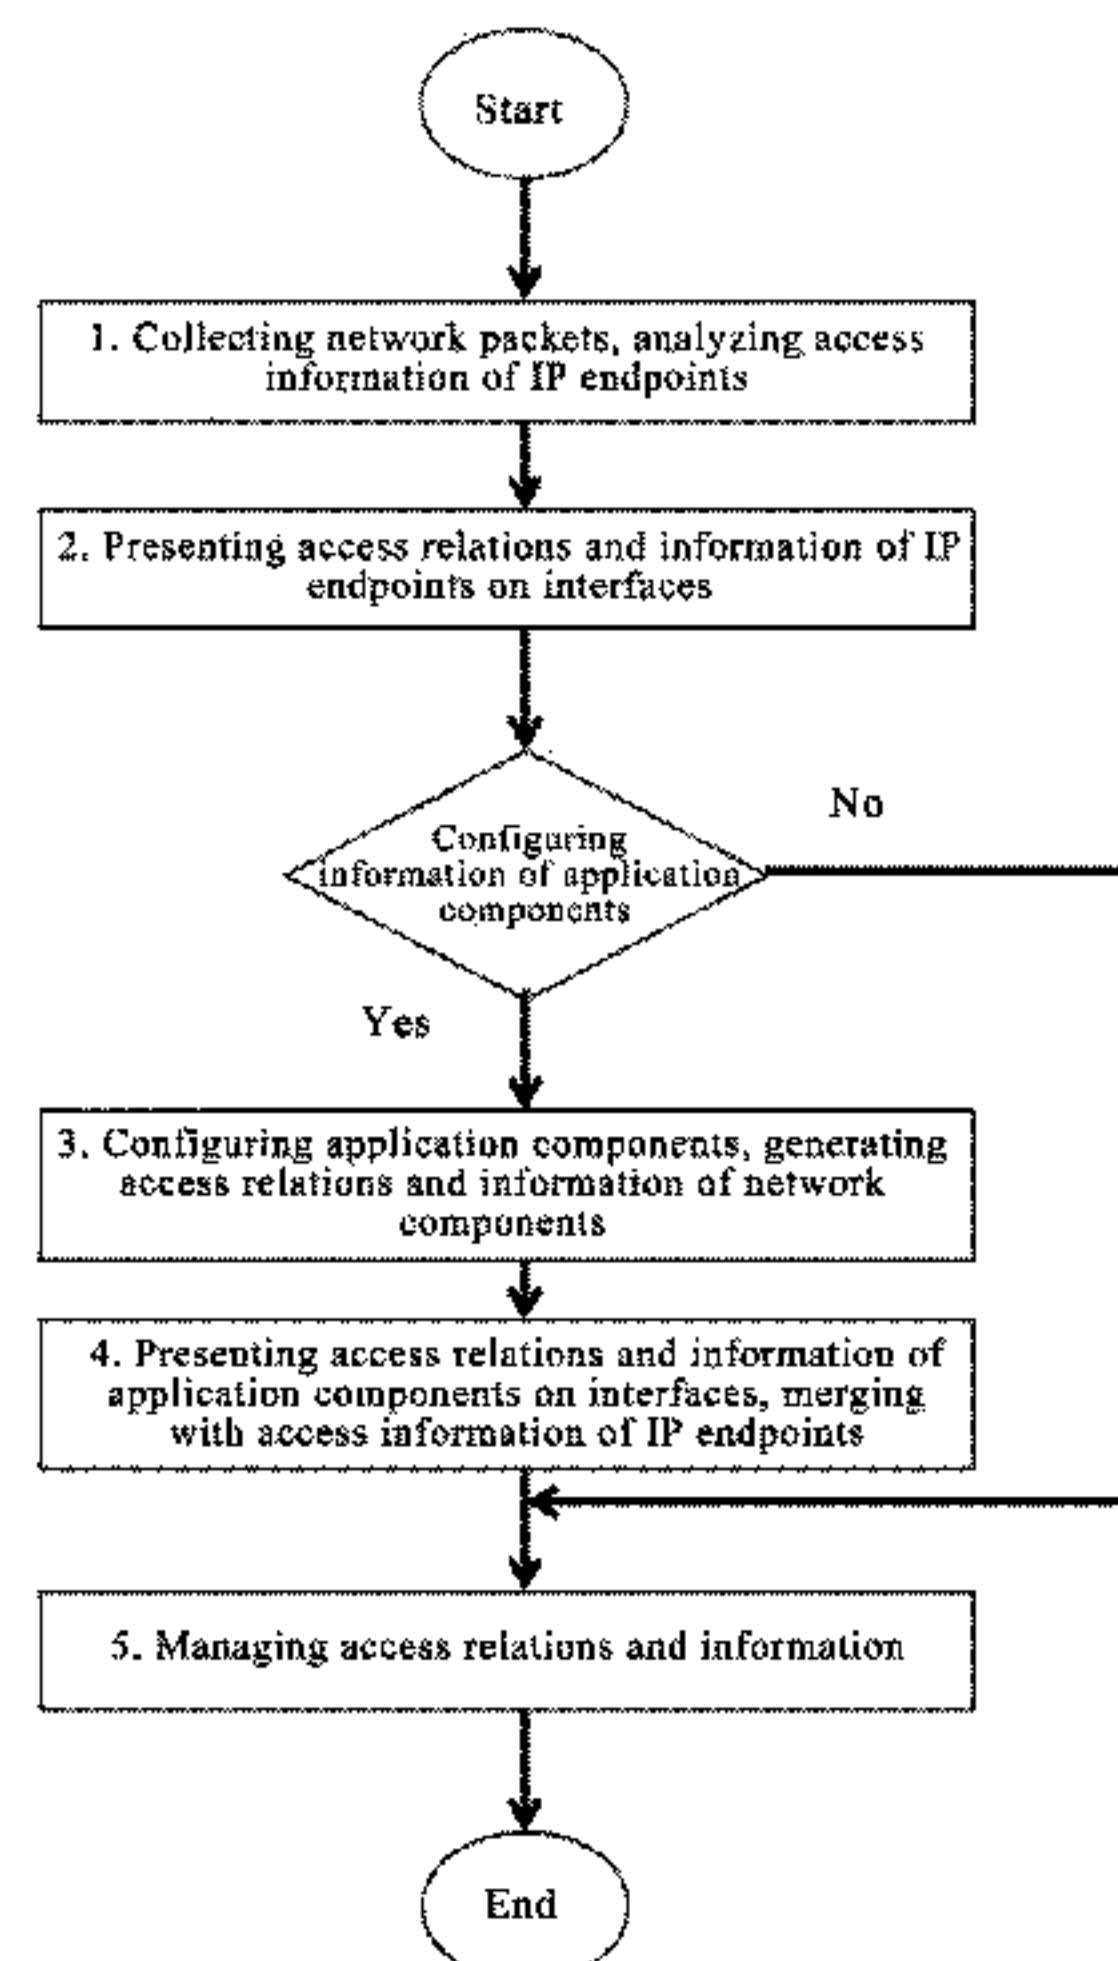 Start
1. Collecting network packets, analyzing access
information of IP endpoints
2. Presenting access relations and information of IP
endpoints on interfaces
No
Configuring
information of application
components
Yes
3. Configuring application components, generating
access relations and information of network
components
4. Presenting access relations and information of
application components on interfaces, merging
with access information of IP endpoints
5. Managing access relations and information
End